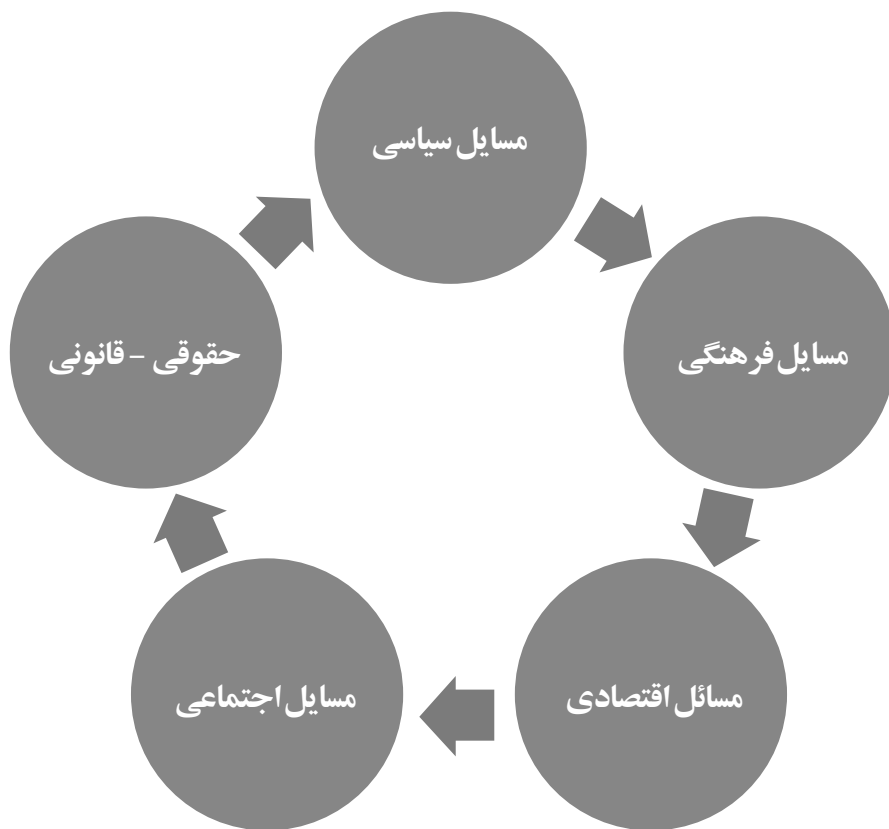 مسایل سیاسی
مسایل فرهنگی
مسائل اقتصادی
مسایل اجتماعی
حقوقی - قانونی